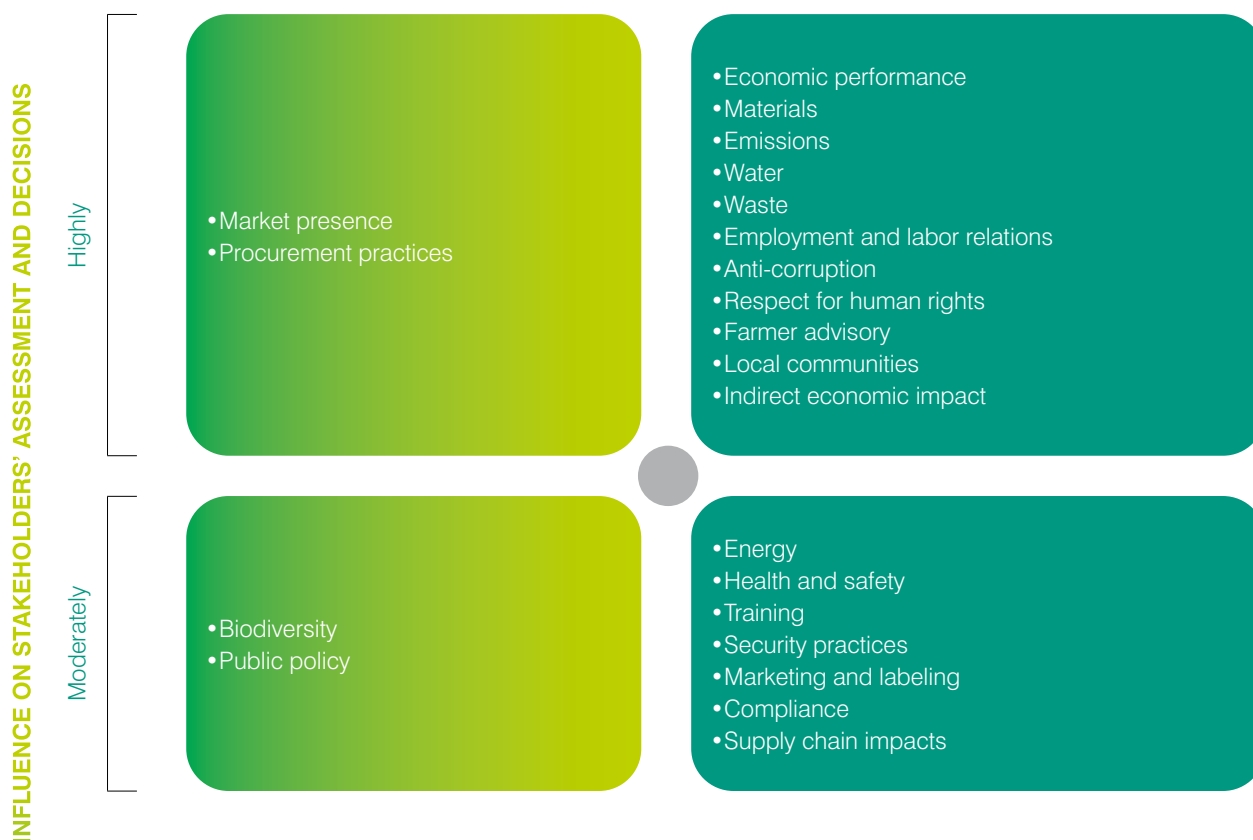 INFLUENCE ON STAKEHOLDERS' ASSESSMENT AND DECISIONS
Highly
•Market presence
•Procurement practices
•Economic performance
•Materials
•Emissions
•Water
•Waste
•Employment and labor relations
•Anti-corruption
•Respect for human rights
•Farmer advisory
•Local communities
•Indirect economic impact
Moderately
•Biodiversity
•Public policy
•Energy
•Health and safety
•Training
•Security practices
•Marketing and labeling
•Compliance
•Supply chain impacts